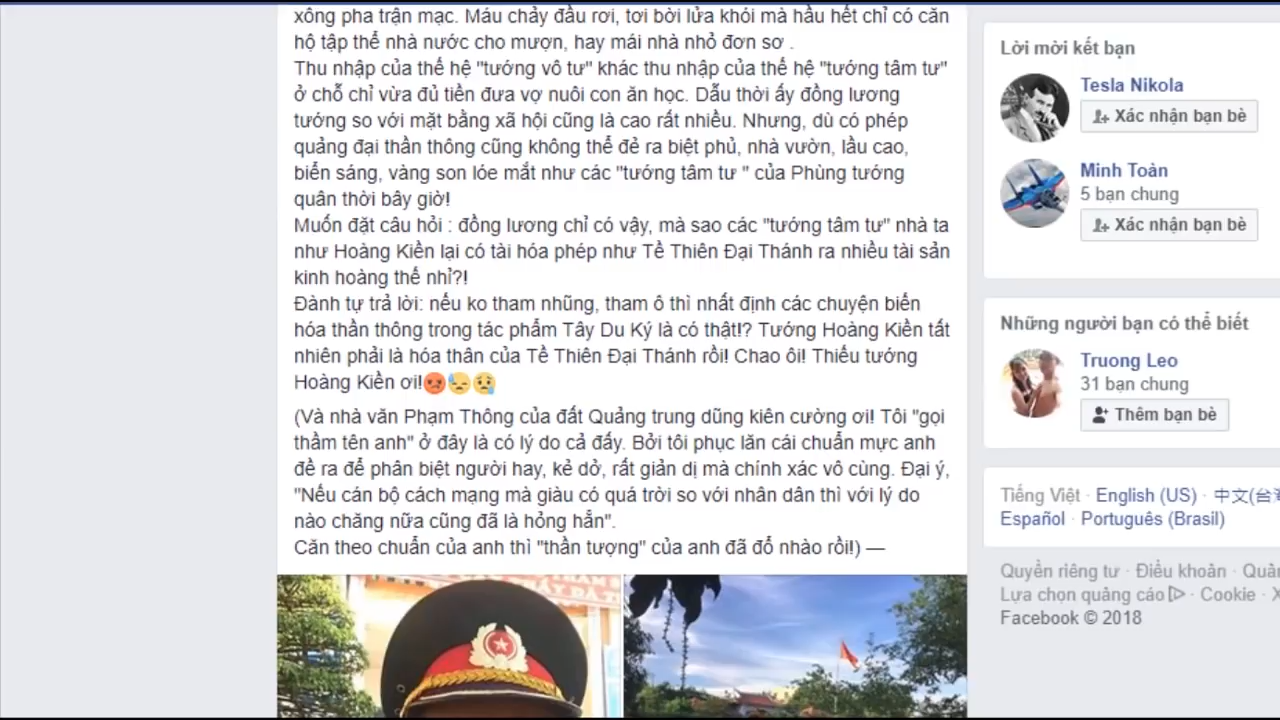 xông pha trận mạc. Máu chảy đầu rơi, tơi bời lửa khói mà hầu hết chỉ có căn
hộ tập thể nhà nước cho mượn, hay mái nhà nhỏ đơn sơ .
Thu nhập của thế hệ "tướng vô tư" khác thu nhập của thế hệ "tướng tâm tư"
ở chỗ chỉ vừa đủ tiền đưa vợ nuôi con ăn học. Dẫu thời ấy đồng lương
tướng so với mặt bằng xã hội cũng là cao rất nhiều. Nhưng, dù có phép
quảng đại thần thông cũng không thể đẻ ra biệt phủ, nhà vườn, lầu cao,
biển sáng, vàng son lóe mắt như các "tướng tâm tư " của Phùng tướng
quân thời bây giờ!
Muốn đặt câu hỏi : đồng lương chỉ có vậy, mà sao các "tướng tâm tư" nhà ta
như Hoàng Kiền lại có tài hóa phép như Tề Thiên Đại Thánh ra nhiều tài sản
kinh hoàng thế nhỉ?!
Đành tự trả lời: nếu ko tham nhũng, tham ô thì nhất định các chuyện biến
hóa thần thông trong tác phẩm Tây Du Ký là có thật!? Tướng Hoàng Kiền tất
nhiên phải là hóa thân của Tề Thiên Đại Thánh rồi! Chao ôi! Thiếu tướng
Hoàng Kiền ơi!😡😓😢
(Và nhà văn Phạm Thông của đất Quảng trung dũng kiên cường ơi! Tôi "gọi
thầm tên anh" ở đây là có lý do cả đấy. Bởi tôi phục lăn cái chuẩn mực anh
đề ra để phân biệt người hay, kẻ dở, rất giản dị mà chính xác vô cùng. Đại ý,
"Nếu cán bộ cách mạng mà giàu có quá trời so với nhân dân thì với lý do
nào chăng nữa cũng đã là hỏng hẳn".
Căn theo chuẩn của anh thì "thần tượng" của anh đã đổ nhào rồi!) —
Lời mời kết bạn
Tesla Nikola
Xác nhận bạn bè
Minh Toàn
5 bạn chung
Xác nhận bạn bè
Những người bạn có thể biết
Truong Leo
31 bạn chung
Thêm bạn bè
Tiếng Việt · English (US) · 中文(台
Español · Português (Brasil)
Quyền riêng tư · Điều khoản · Quản
Lựa chọn quảng cáo · Cookie ·
Facebook © 2018